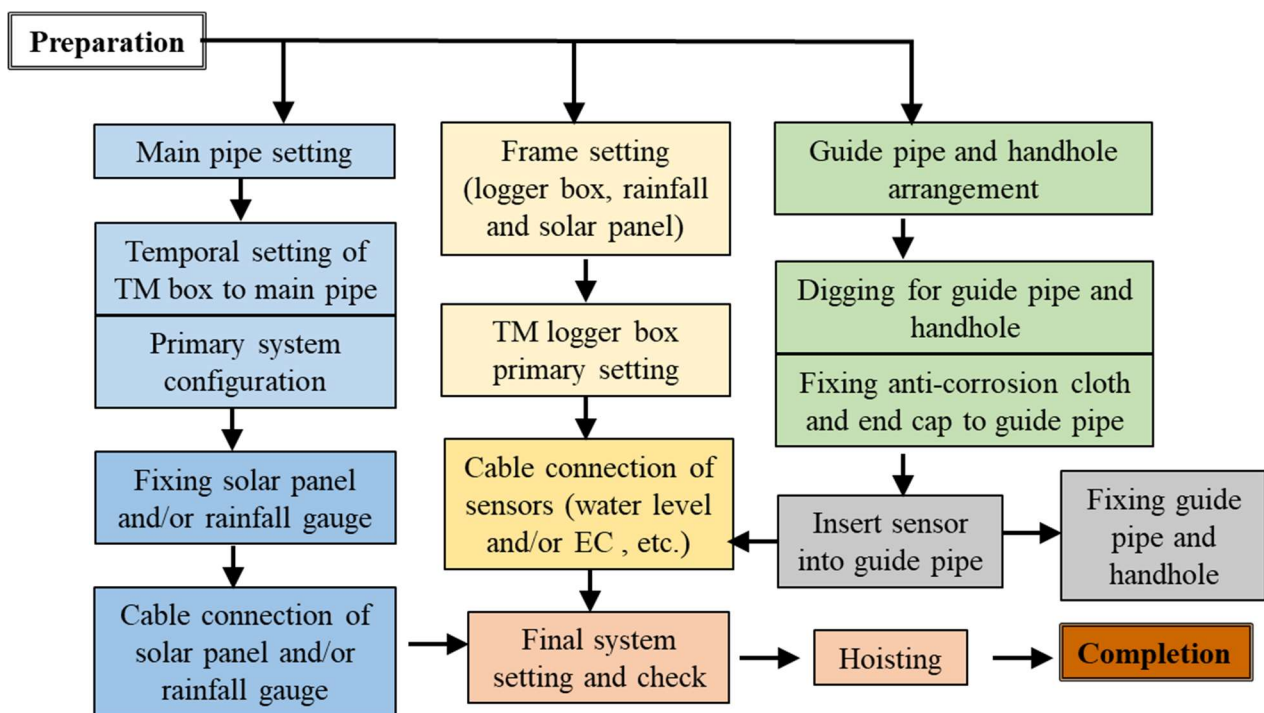 Preparation
Main pipe setting
Temporal setting of
TM box to main pipe
Primary system
configuration
Fixing solar panel
and/or rainfall gauge
Cable connection of
solar panel and/or
rainfall gauge
Frame setting
(logger box, rainfall
and solar panel)
TM logger box
primary setting
Cable connection of
sensors (water level
and/or EC , etc.)
Final system
setting and check
Guide pipe and handhole
arrangement
Digging for guide pipe and
handhole
Fixing anti-corrosion cloth
and end cap to guide pipe
Insert sensor
into guide pipe
Fixing guide
pipe and
handhole
Hoisting
Completion